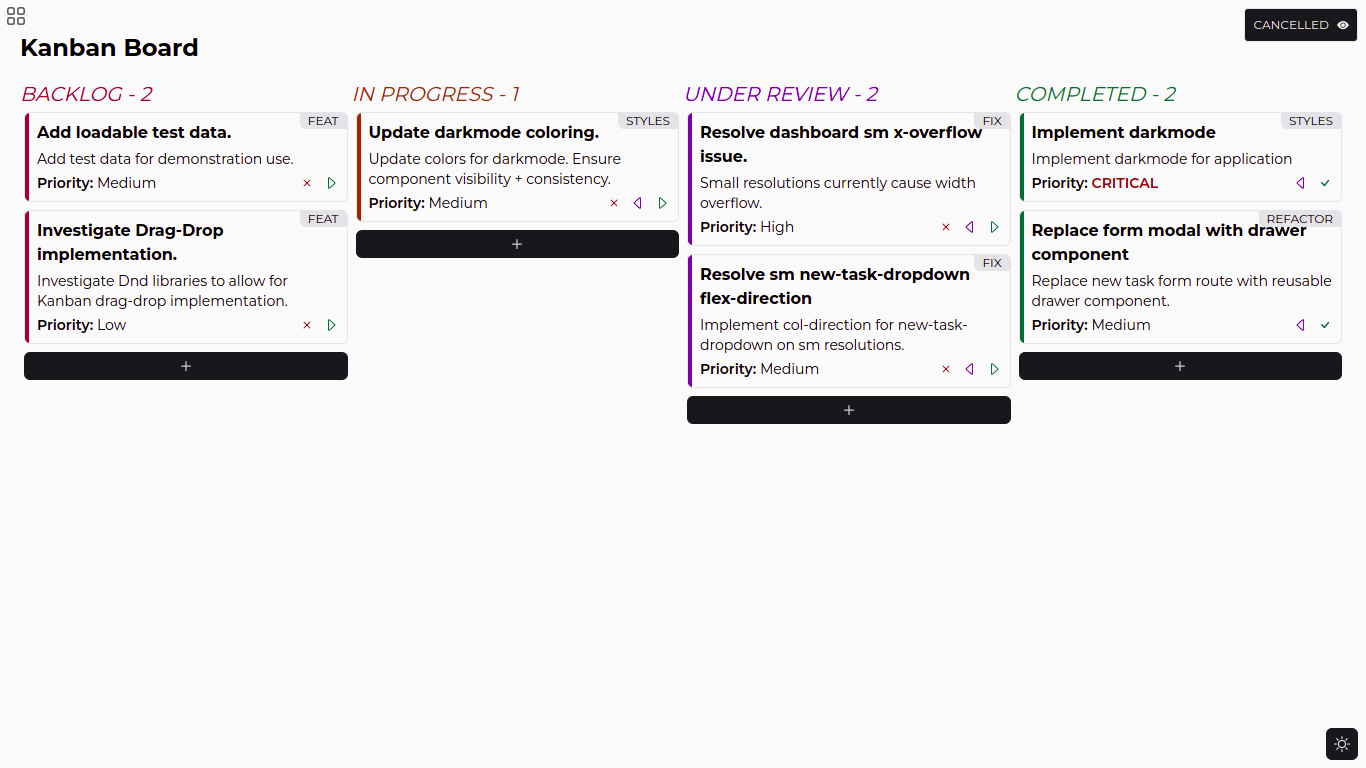 CANCELLED
Kanban Board
BACKLOG - 2
FEAT
Add loadable test data.
Add test data for demonstration use.
Priority: Medium
FEAT
Investigate Drag-Drop
implementation.
Investigate Dnd libraries to allow for
Kanban drag-drop implementation.
Priority: Low
+
IN PROGRESS - 1
STYLES
Update darkmode coloring.
Update colors for darkmode. Ensure
component visibility + consistency.
Priority: Medium
+
UNDER REVIEW - 2
FIX
Resolve dashboard sm x-overflow
issue.
Small resolutions currently cause width
overflow.
Priority: High
FIX
Resolve sm new-task-dropdown
flex-direction
Implement col-direction for new-task-
dropdown on sm resolutions.
Priority: Medium
+
COMPLETED - 2
STYLES
Implement darkmode
Implement darkmode for application
Priority: CRITICAL
REFACTOR
Replace form modal with drawer
component
Replace new task form route with reusable
drawer component.
Priority: Medium
+